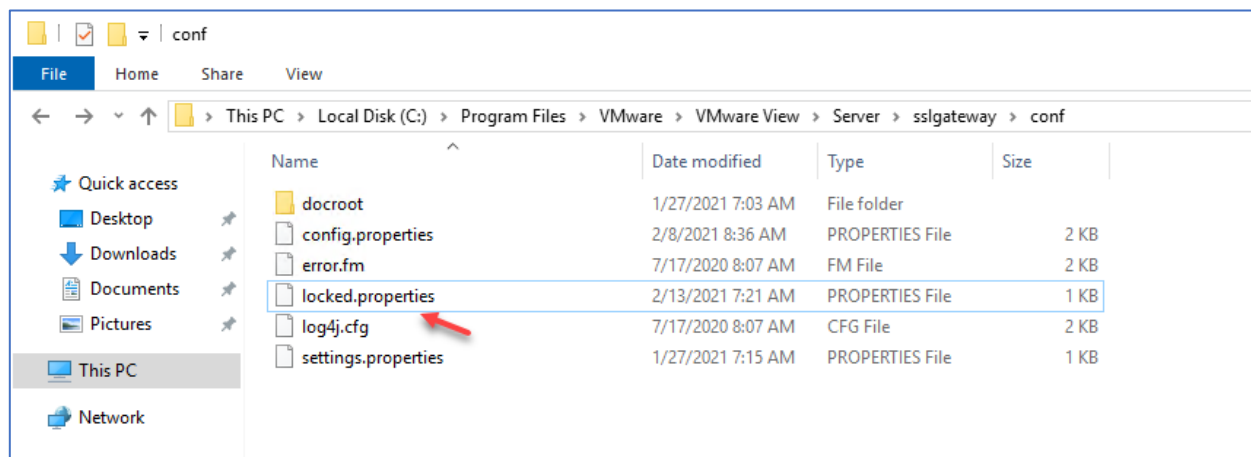 conf
File Home Share View
This PC > Local Disk (C:) > Program Files > VMware > VMware View > Server > sslgateway > conf
Name Date modified Type Size
Quick access
Desktop
Downloads
Documents
Pictures
This PC
Network
docroot 1/27/2021 7:03 AM File folder
config.properties 2/8/2021 8:36 AM PROPERTIES File 2 KB
error.fm 7/17/2020 8:07 AM FM File 2 KB
locked.properties 2/13/2021 7:21 AM PROPERTIES File 1 KB
log4j.cfg 7/17/2020 8:07 AM CFG File 2 KB
settings.properties 1/27/2021 7:15 AM PROPERTIES File 1 KB